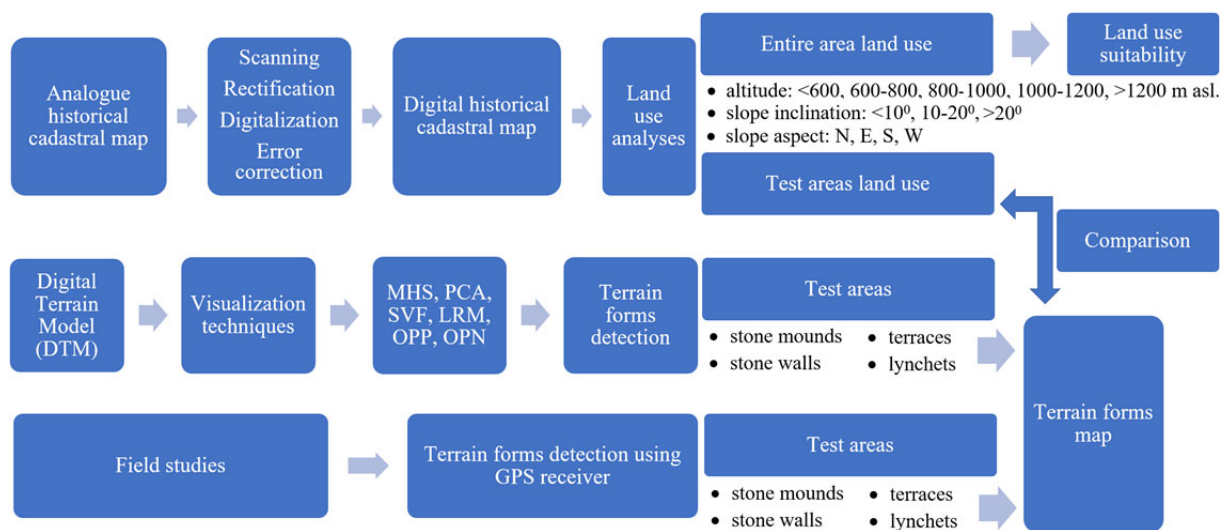 Analogue
historical
cadastral map
Scanning
Rectification
Digitalization
Error
correction
Digital historical
cadastral map
Land
use
analyses
Entire area land use
Land use
suitability
• altitude: <600, 600-800, 800-1000, 1000-1200, >1200 m asl.
• slope inclination: <10⁰, 10-20⁰, >20⁰
• slope aspect: N, E, S, W
Test areas land use
Comparison
Digital
Terrain
Model
(DTM)
Visualization
techniques
MHS, PCA,
SVF, LRM,
OPP, OPN
Terrain
forms
detection
Test areas
• stone mounds
• stone walls
• terraces
• lynchets
Terrain forms
map
Field studies
Terrain forms detection using
GPS receiver
Test areas
• stone mounds
• stone walls
• terraces
• lynchets